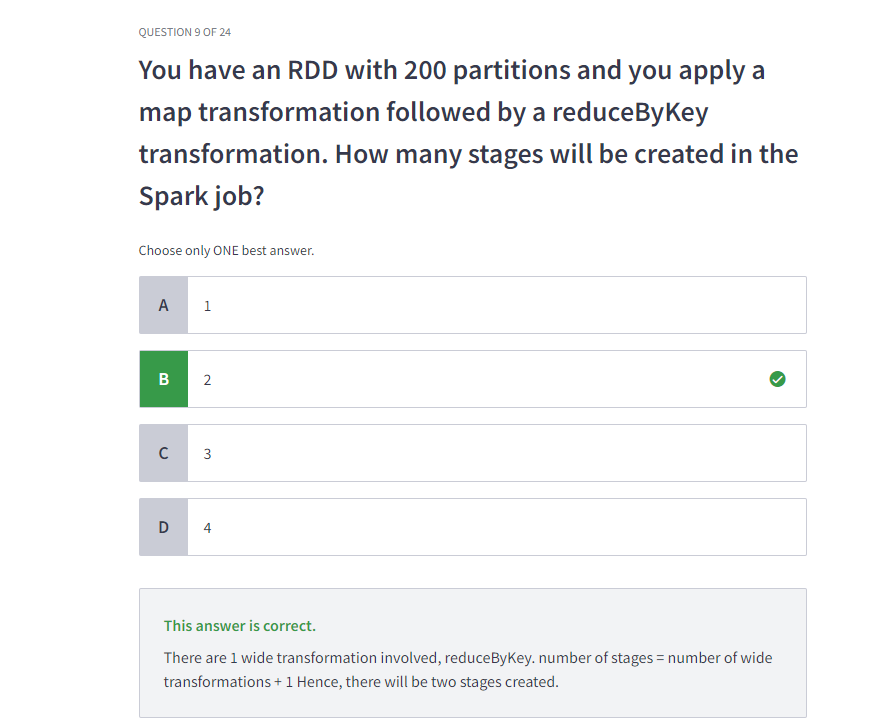 QUESTION 9 OF 24
You have an RDD with 200 partitions and you apply a
map transformation followed by a reduceByKey
transformation. How many stages will be created in the
Spark job?
Choose only ONE best answer.
A 1
B 2
C 3
D 4
This answer is correct.
There are 1 wide transformation involved, reduceByKey. number of stages = number of wide
transformations + 1 Hence, there will be two stages created.